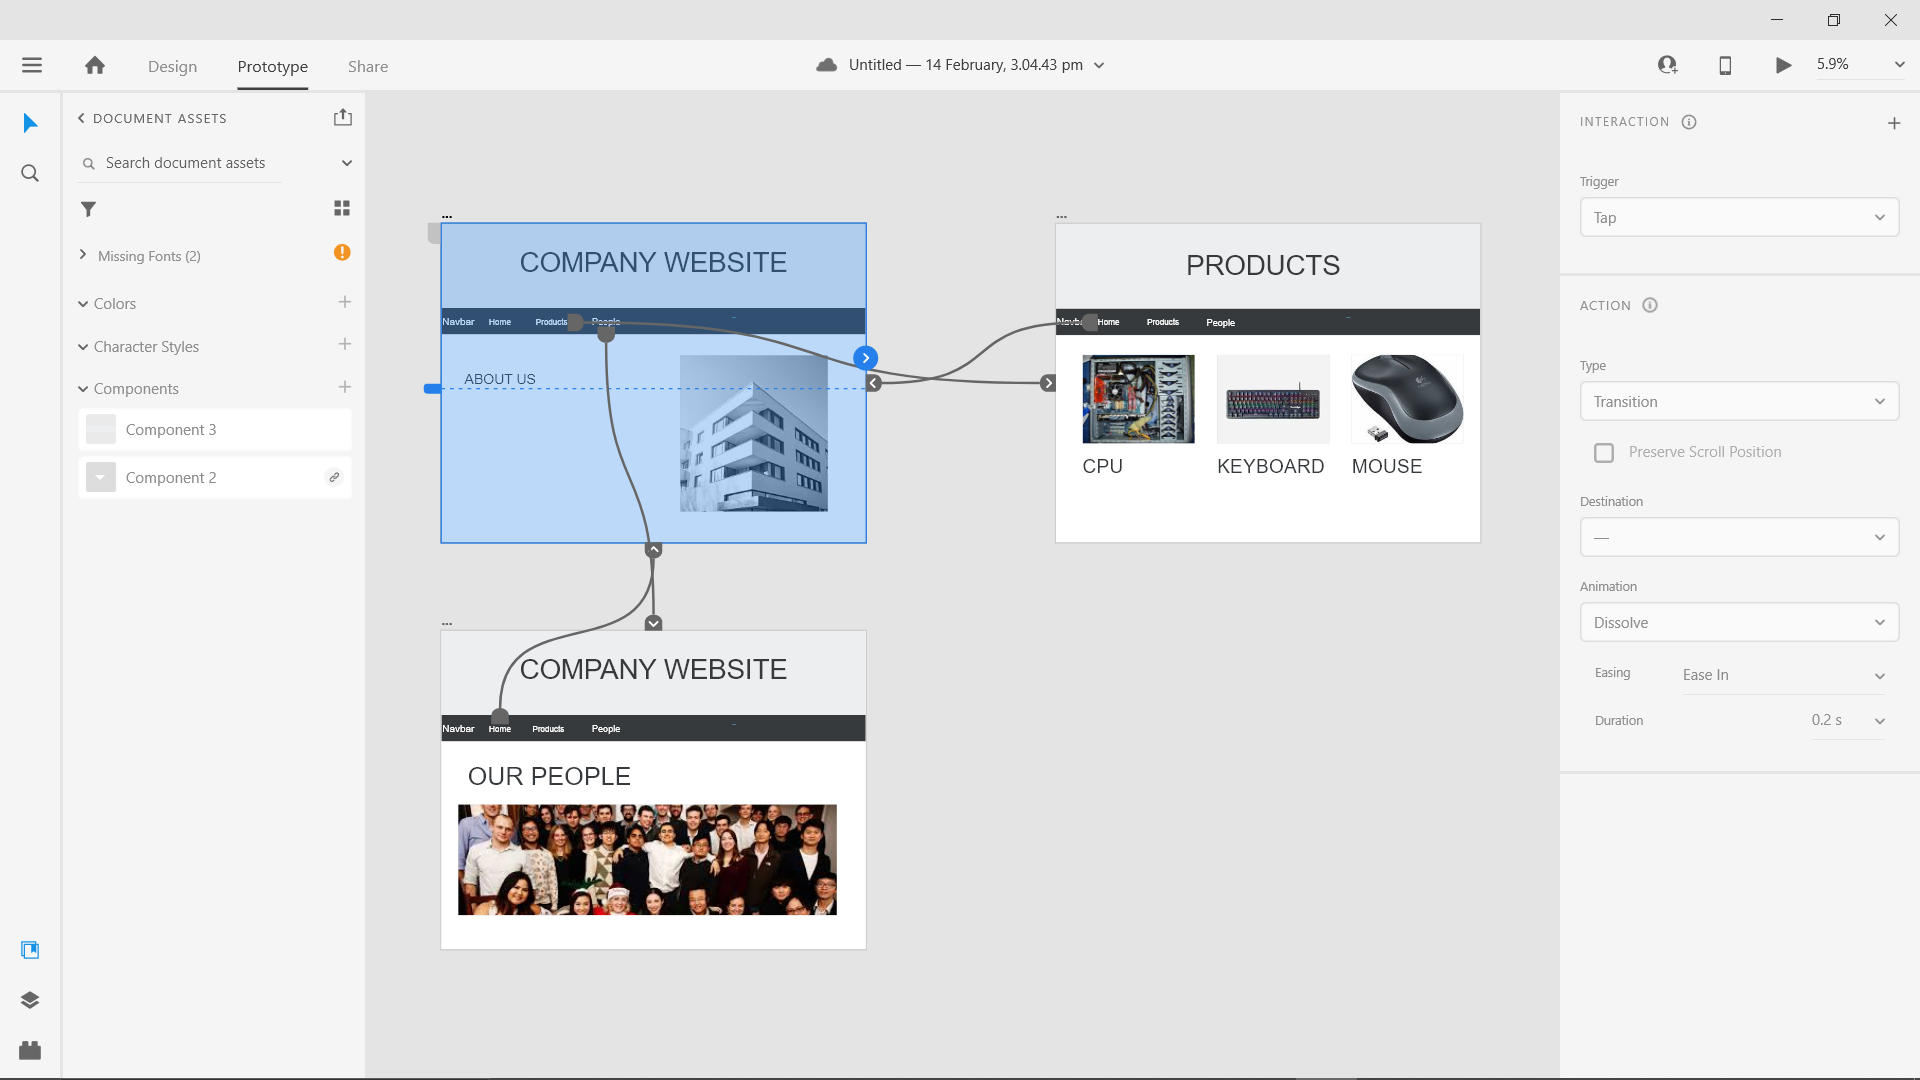 Design
Prototype
Share
Untitled — 14 February, 3.04.43 pm
5.9%
DOCUMENT ASSETS
Search document assets
Missing Fonts (2)
Colors
Character Styles
Components
Component 3
Component 2
...
COMPANY WEBSITE
Navbar Home Products People
ABOUT US
...
PRODUCTS
Navbar Home Products People
CPU KEYBOARD MOUSE
...
COMPANY WEBSITE
Navbar Home Products People
OUR PEOPLE
INTERACTION
Trigger
Tap
ACTION
Type
Transition
Preserve Scroll Position
Destination
—
Animation
Dissolve
Easing Ease In
Duration 0.2 s